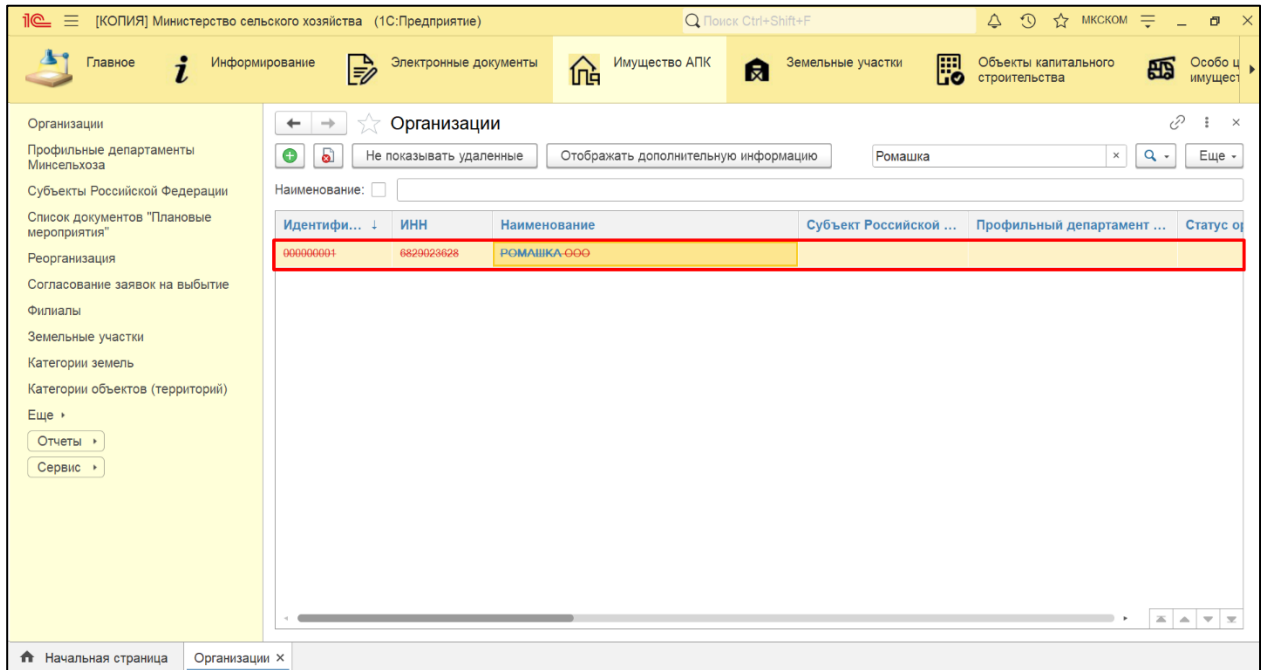 [КОПИЯ] Министерство сельского хозяйства (1С:Предприятие)
Поиск Ctrl+Shift+F
МКСКОМ
Главное
Информирование
Электронные документы
Имущество АПК
Земельные участки
Объекты капитального
строительства
Особо ц
имущест
Организации
Профильные департаменты
Минсельхоза
Субъекты Российской Федерации
Список документов "Плановые
мероприятия"
Реорганизация
Согласование заявок на выбытие
Филиалы
Земельные участки
Категории земель
Категории объектов (территорий)
Еще
Отчеты
Сервис
Организации
Не показывать удаленные
Отображать дополнительную информацию
Ромашка
Еще
Наименование:
Идентифи... ИНН Наименование Субъект Российской ... Профильный департамент ... Статус ор
000000001 6829023628 РОМАШКА ООО
Начальная страница
Организации